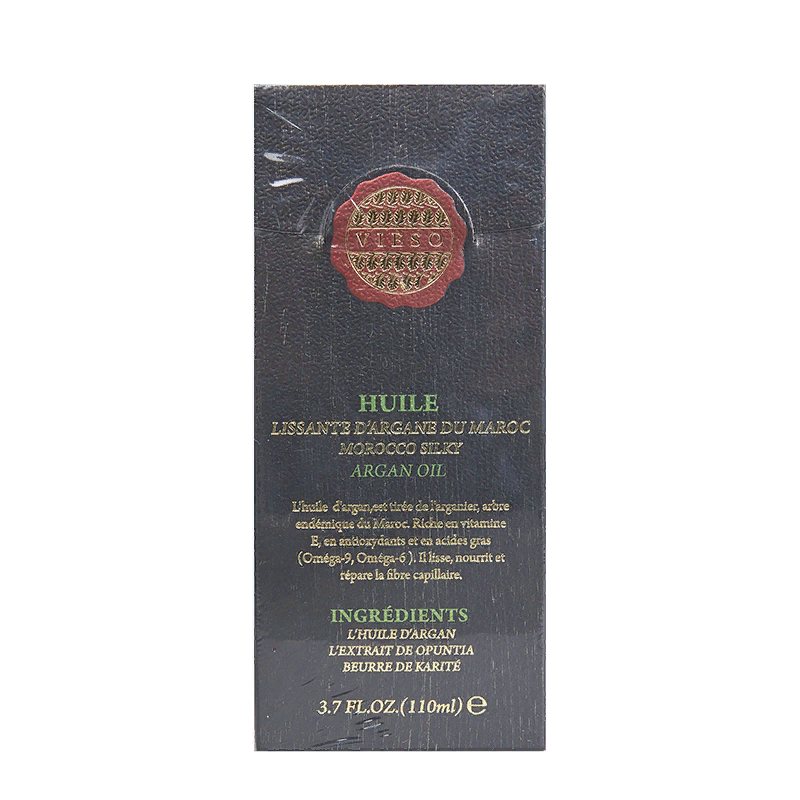 VIESO
HUILE
LISSANTE D'ARGANE DU MAROC
MOROCCO SILKY
ARGAN OIL
L'huile d'argan,est tirée de l'arganier, arbre
endémique du Maroc. Riche en vitamine
E, en antioxydants et en acides gras
(Oméga-9, Oméga-6 ). Il lisse, nourrit et
répare la fibre capillaire.
INGRÉDIENTS
L'HUILE D'ARGAN
L'EXTRAIT DE OPUNTIA
BEURRE DE KARITÉ
3.7 FL.OZ.(110ml) ℮